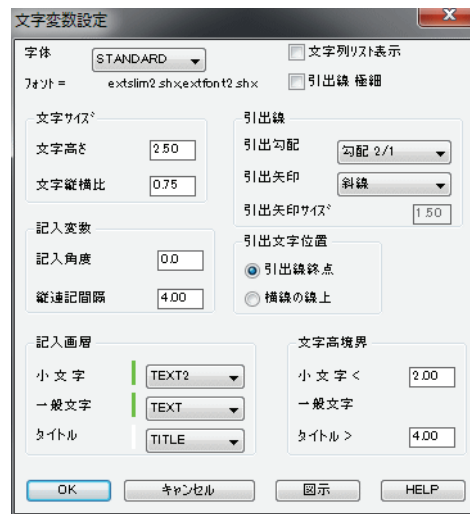 文字変数設定
字体 STANDARD 文字列ﾘｽﾄ表示
ﾌｫﾝﾄ = extslim2.shx,extfont2.shx 引出線 極細
文字ｻｲｽﾞ
文字高さ 2.50
文字縦横比 0.75
引出線
引出勾配 勾配 2/1
引出矢印 斜線
引出矢印ｻｲｽﾞ 1.50
記入変数
記入角度 0.0
縦連記間隔 4.00
引出文字位置
引出線終点
横線の線上
記入画層
小 文 字 TEXT2
一般文字 TEXT
タイトル TITLE
文字高境界
小 文 字 < 2.00
一般文字
タイトル > 4.00
OK キャンセル 図示 HELP